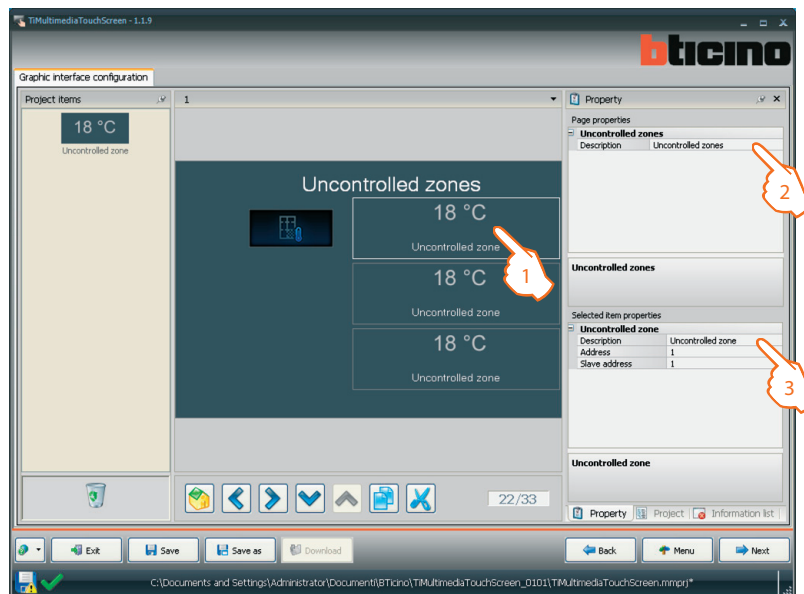 TiMultimediaTouchScreen - 1.1.9
bticino
Graphic interface configuration
Project items
18 °C
Uncontrolled zone
1
Uncontrolled zones
18 °C
Uncontrolled zone
1
18 °C
Uncontrolled zone
18 °C
Uncontrolled zone
22/33
Property
Page properties
Uncontrolled zones
Description Uncontrolled zones
2
Uncontrolled zones
Selected item properties
Uncontrolled zone
Description Uncontrolled zone
Address 1
Slave address 1
3
Uncontrolled zone
Property Project Information list
Exit Save Save as Download Back Menu Next
C:\Documents and Settings\Administrator\Documenti\BTicino\TiMultimediaTouchScreen_0101\TiMultimediaTouchScreen.mmprj*